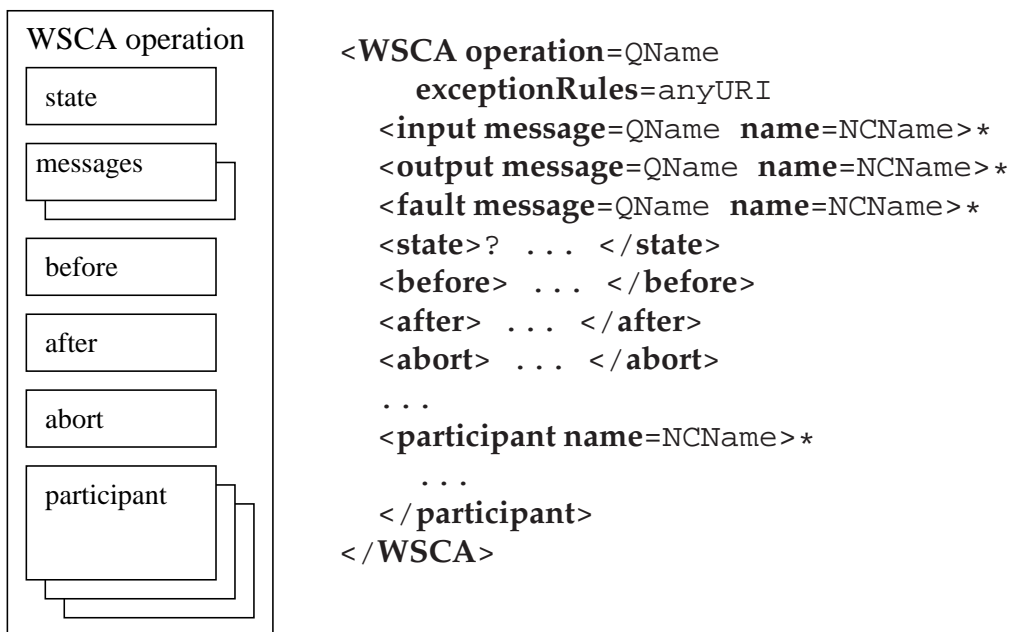 WSCA operation
state
messages
before
after
abort
participant
<WSCA operation=QName
exceptionRules=anyURI
<input message=QName name=NCName>*
<output message=QName name=NCName>*
<fault message=QName name=NCName>*
<state>? ... </state>
<before> ... </before>
<after> ... </after>
<abort> ... </abort>
...
<participant name=NCName>*
...
</participant>
</WSCA>